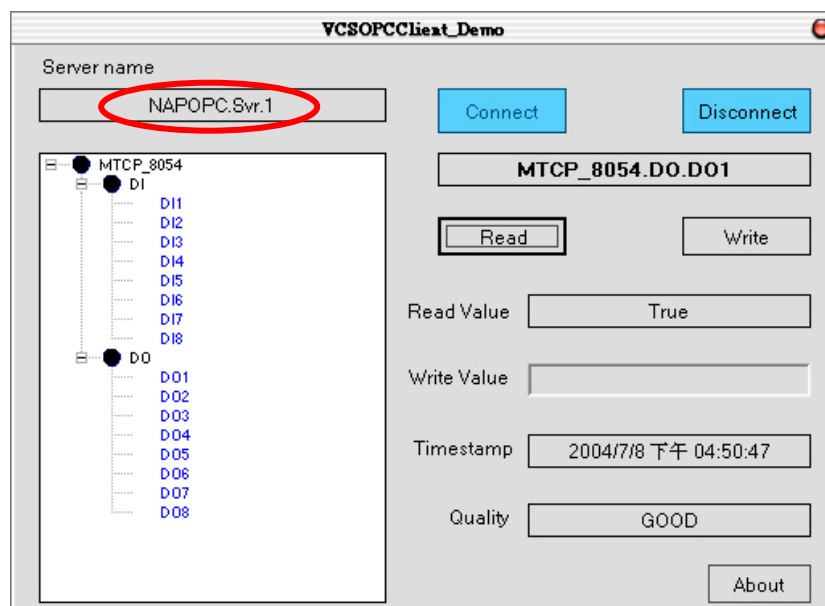 VCSOPCClient_Demo
Server name
NAPOPC.Svr.1
Connect
Disconnect
MTCP_8054
DI
DI1
DI2
DI3
DI4
DI5
DI6
DI7
DI8
DO
DO1
DO2
DO3
DO4
DO5
DO6
DO7
DO8
MTCP_8054.DO.DO1
Read
Write
Read Value
True
Write Value
Timestamp
2004/7/8 下午 04:50:47
Quality
GOOD
About